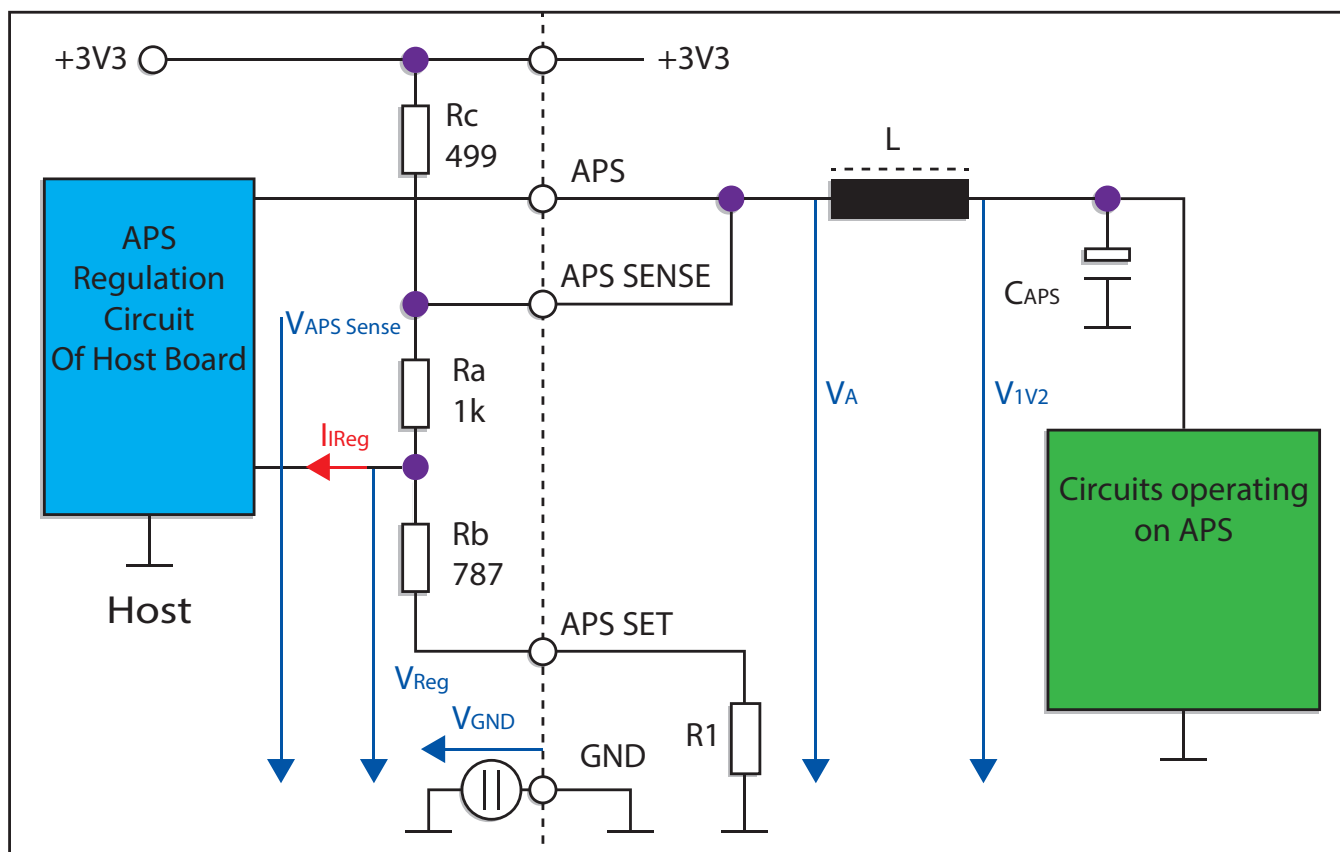 +3V3
+3V3
Rc
499
APS
L
APS
Regulation
Circuit
Of Host Board
APS SENSE
CAPS
VAPS Sense
Ra
1k
VA
V1V2
IIReg
Circuits operating
on APS
Rb
787
Host
APS SET
VReg
VGND
R1
GND